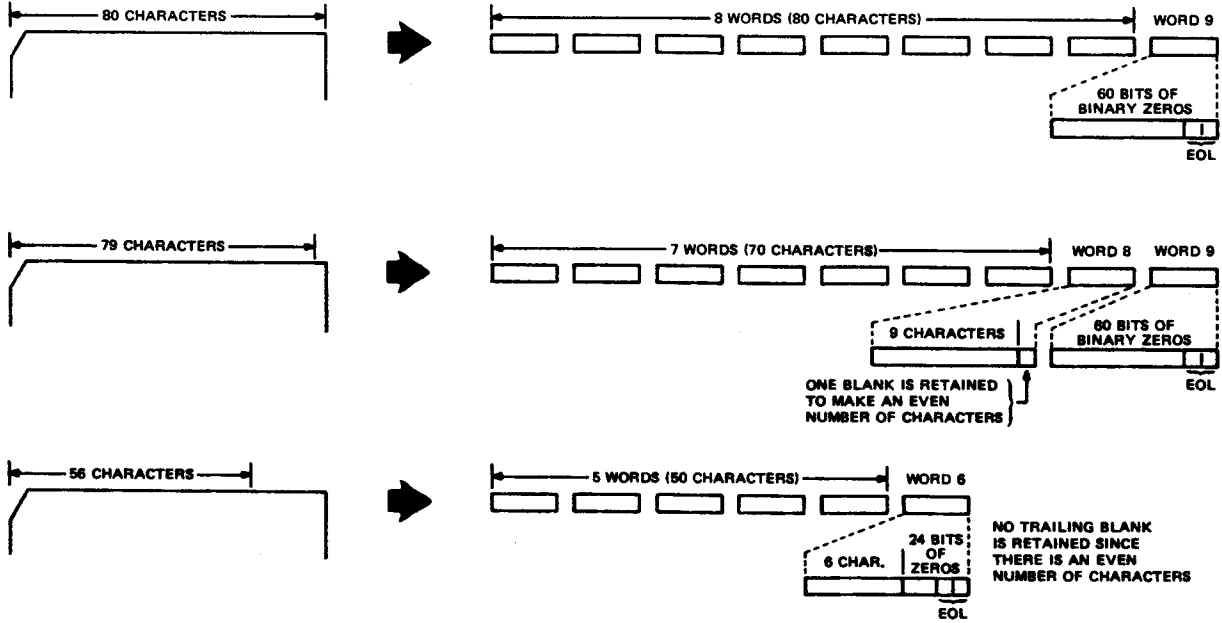 80 CHARACTERS
8 WORDS (80 CHARACTERS)
WORD 9
60 BITS OF
BINARY ZEROS
EOL
79 CHARACTERS
7 WORDS (70 CHARACTERS)
WORD 8
WORD 9
9 CHARACTERS
60 BITS OF
BINARY ZEROS
ONE BLANK IS RETAINED
TO MAKE AN EVEN
NUMBER OF CHARACTERS
EOL
56 CHARACTERS
5 WORDS (50 CHARACTERS)
WORD 6
6 CHAR.
24 BITS
OF
ZEROS
EOL
NO TRAILING BLANK
IS RETAINED SINCE
THERE IS AN EVEN
NUMBER OF CHARACTERS